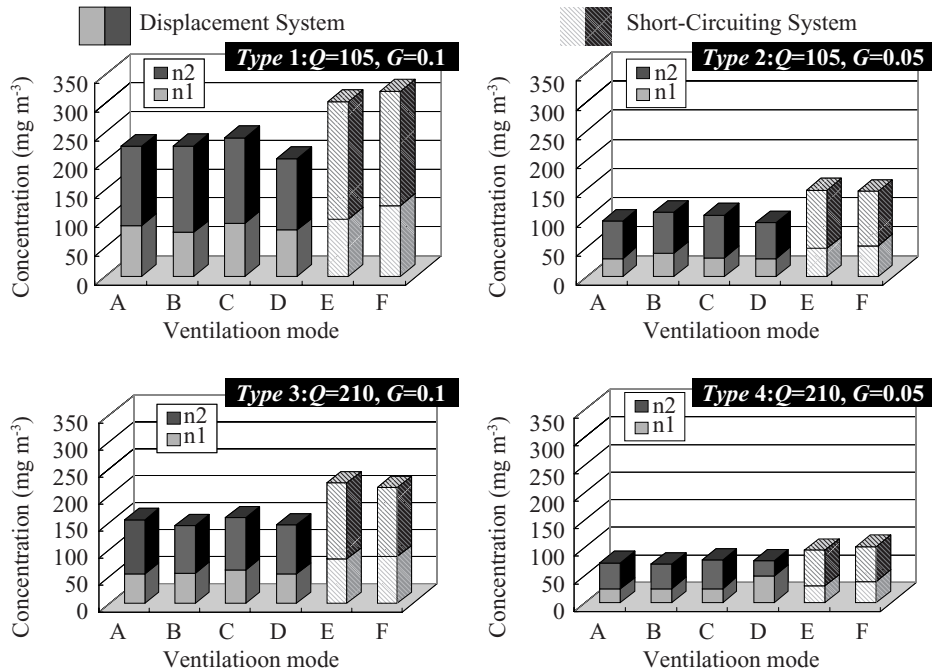 Displacement System
Short-Circuiting System
Type 1:Q=105, G=0.1
n2
n1
Concentration (mg m-3)
350
300
250
200
150
100
50
0
A B C D E F
Ventilatioon mode
Type 2:Q=105, G=0.05
n2
n1
Concentration (mg m-3)
350
300
250
200
150
100
50
0
A B C D E F
Ventilatioon mode
Type 3:Q=210, G=0.1
n2
n1
Concentration (mg m-3)
350
300
250
200
150
100
50
0
A B C D E F
Ventilatioon mode
Type 4:Q=210, G=0.05
n2
n1
Concentration (mg m-3)
350
300
250
200
150
100
50
0
A B C D E F
Ventilatioon mode